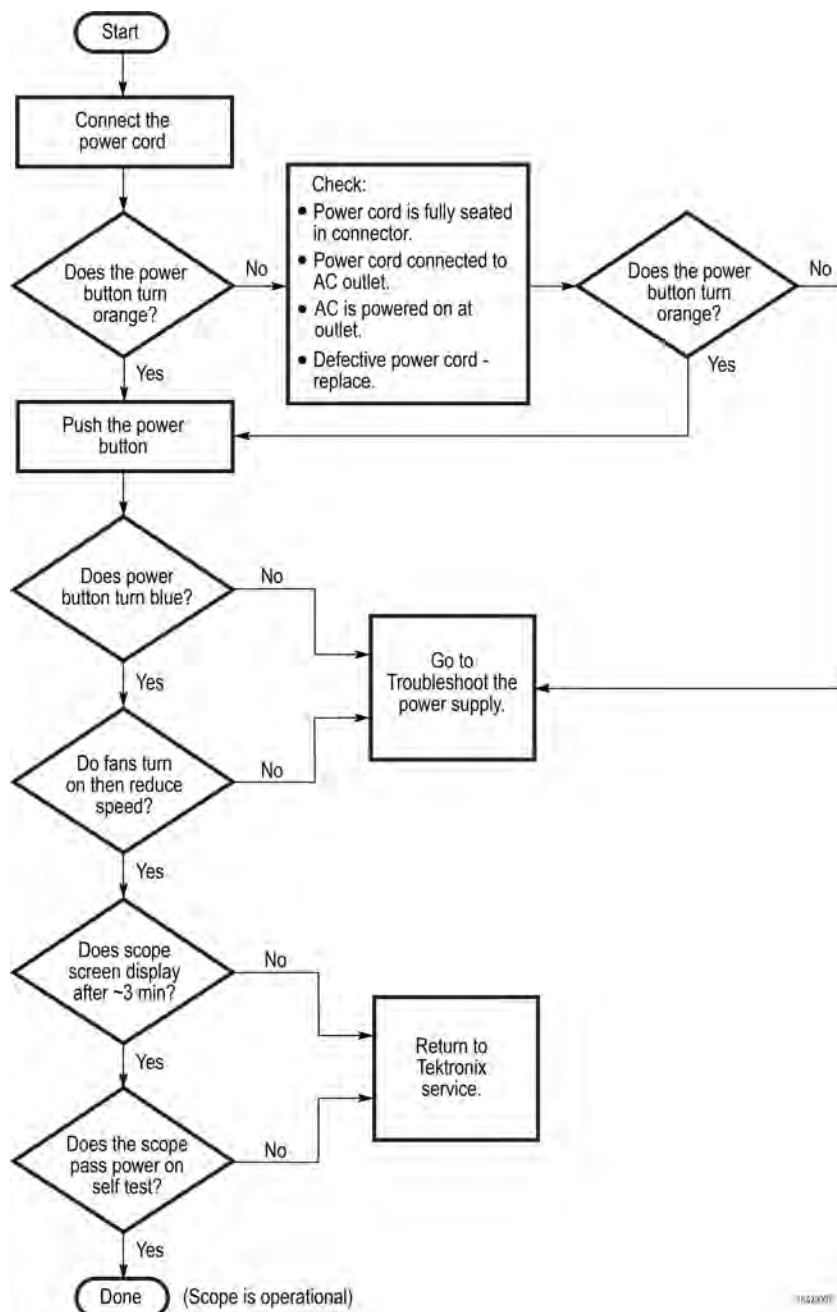 Start
Connect the
power cord
Does the power
button turn
orange?
No
Check:
• Power cord is fully seated
in connector.
• Power cord connected to
AC outlet.
• AC is powered on at
outlet.
• Defective power cord -
replace.
Does the power
button turn
orange?
No
Yes
Yes
Push the power
button
Does power
button turn blue?
No
Go to
Troubleshoot the
power supply.
Yes
Do fans turn
on then reduce
speed?
No
Yes
Does scope
screen display
after ~3 min?
No
Return to
Tektronix
service.
Yes
Does the scope
pass power on
self test?
No
Yes
Done
(Scope is operational)